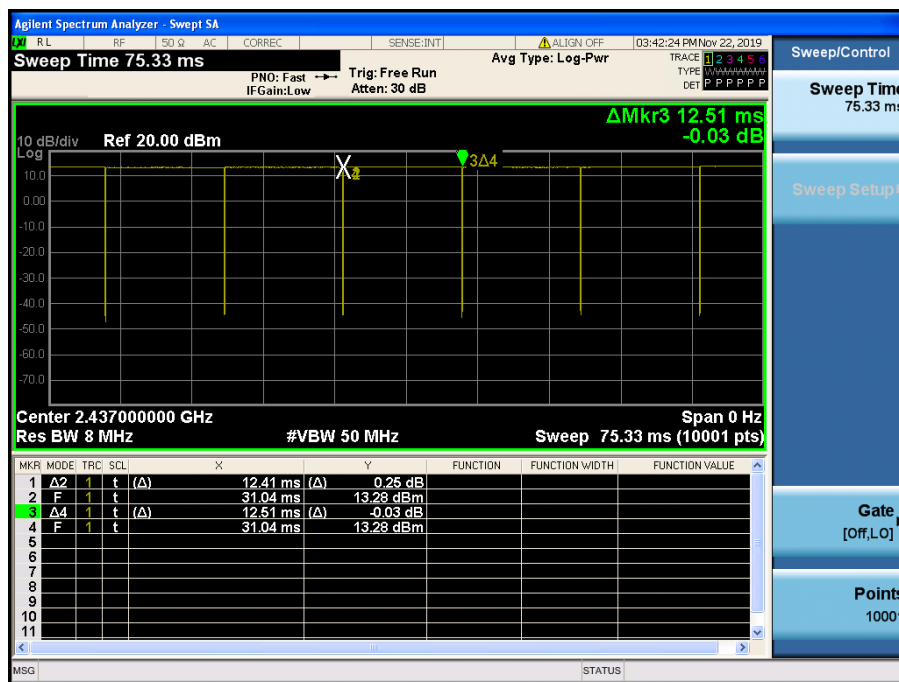 Agilent Spectrum Analyzer - Swept SA
LXI RL RF 50 Ω AC CORREC SENSE:INT ALIGN OFF 03:42:24 PM Nov 22, 2019
Sweep Time 75.33 ms
PNO: Fast
IFGain:Low
Trig: Free Run
Atten: 30 dB
Avg Type: Log-Pwr
TRACE 1 2 3 4 5 6
TYPE
DET P P P P P P
ΔMkr3 12.51 ms
-0.03 dB
10 dB/div Ref 20.00 dBm
Log
3Δ4
10.0
0.00
-10.0
-20.0
-30.0
-40.0
-50.0
-60.0
-70.0
Center 2.437000000 GHz Span 0 Hz
Res BW 8 MHz #VBW 50 MHz Sweep 75.33 ms (10001 pts)
MKR MODE TRC SCL X Y FUNCTION FUNCTION WIDTH FUNCTION VALUE
1 Δ2 1 t (Δ) 12.41 ms (Δ) 0.25 dB
2 F 1 t 31.04 ms 13.28 dBm
3 Δ4 1 t (Δ) 12.51 ms (Δ) -0.03 dB
4 F 1 t 31.04 ms 13.28 dBm
5
6
7
8
9
10
11
MSG STATUS
Sweep/Control
Sweep Time
75.33 ms
Sweep Setup
Gate
[Off,LO]
Points
1000